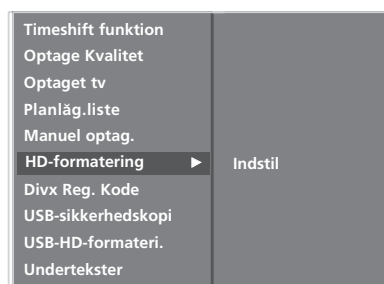 Timeshift funktion
Optage Kvalitet
Optaget tv
Planlăg.liste
Manuel optag.
HD-formatering ► Indstil
Divx Reg. Kode
USB-sikkerhedskopi
USB-HD-formateri.
Undertekster